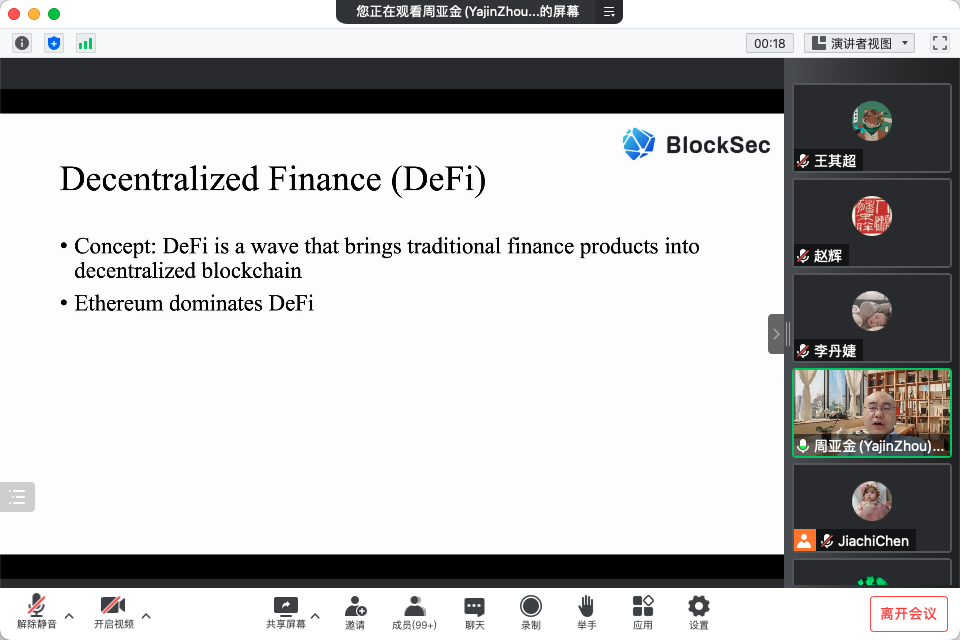 您正在观看周亚金 (YajinZhou...的屏幕
00:18
演讲者视图
BlockSec
Decentralized Finance (DeFi)
• Concept: DeFi is a wave that brings traditional finance products into
decentralized blockchain
• Ethereum dominates DeFi
王其超
赵辉
李丹婕
周亚金 (YajinZhou)...
JiachiChen
解除静音
开启视频
共享屏幕
邀请
成员(99+)
聊天
录制
举手
应用
设置
离开会议